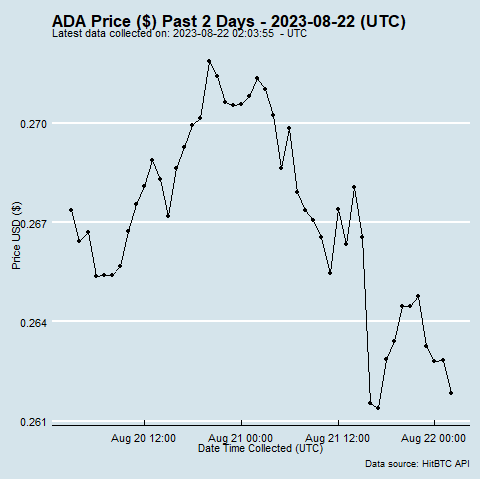 ADA Price ($) Past 2 Days - 2023-08-22 (UTC)
Latest data collected on: 2023-08-22 02:03:55 - UTC
0.270
0.267
0.264
0.261
Price USD ($)
Aug 20 12:00 Aug 21 00:00 Aug 21 12:00 Aug 22 00:00
Date Time Collected (UTC)
Data source: HitBTC API